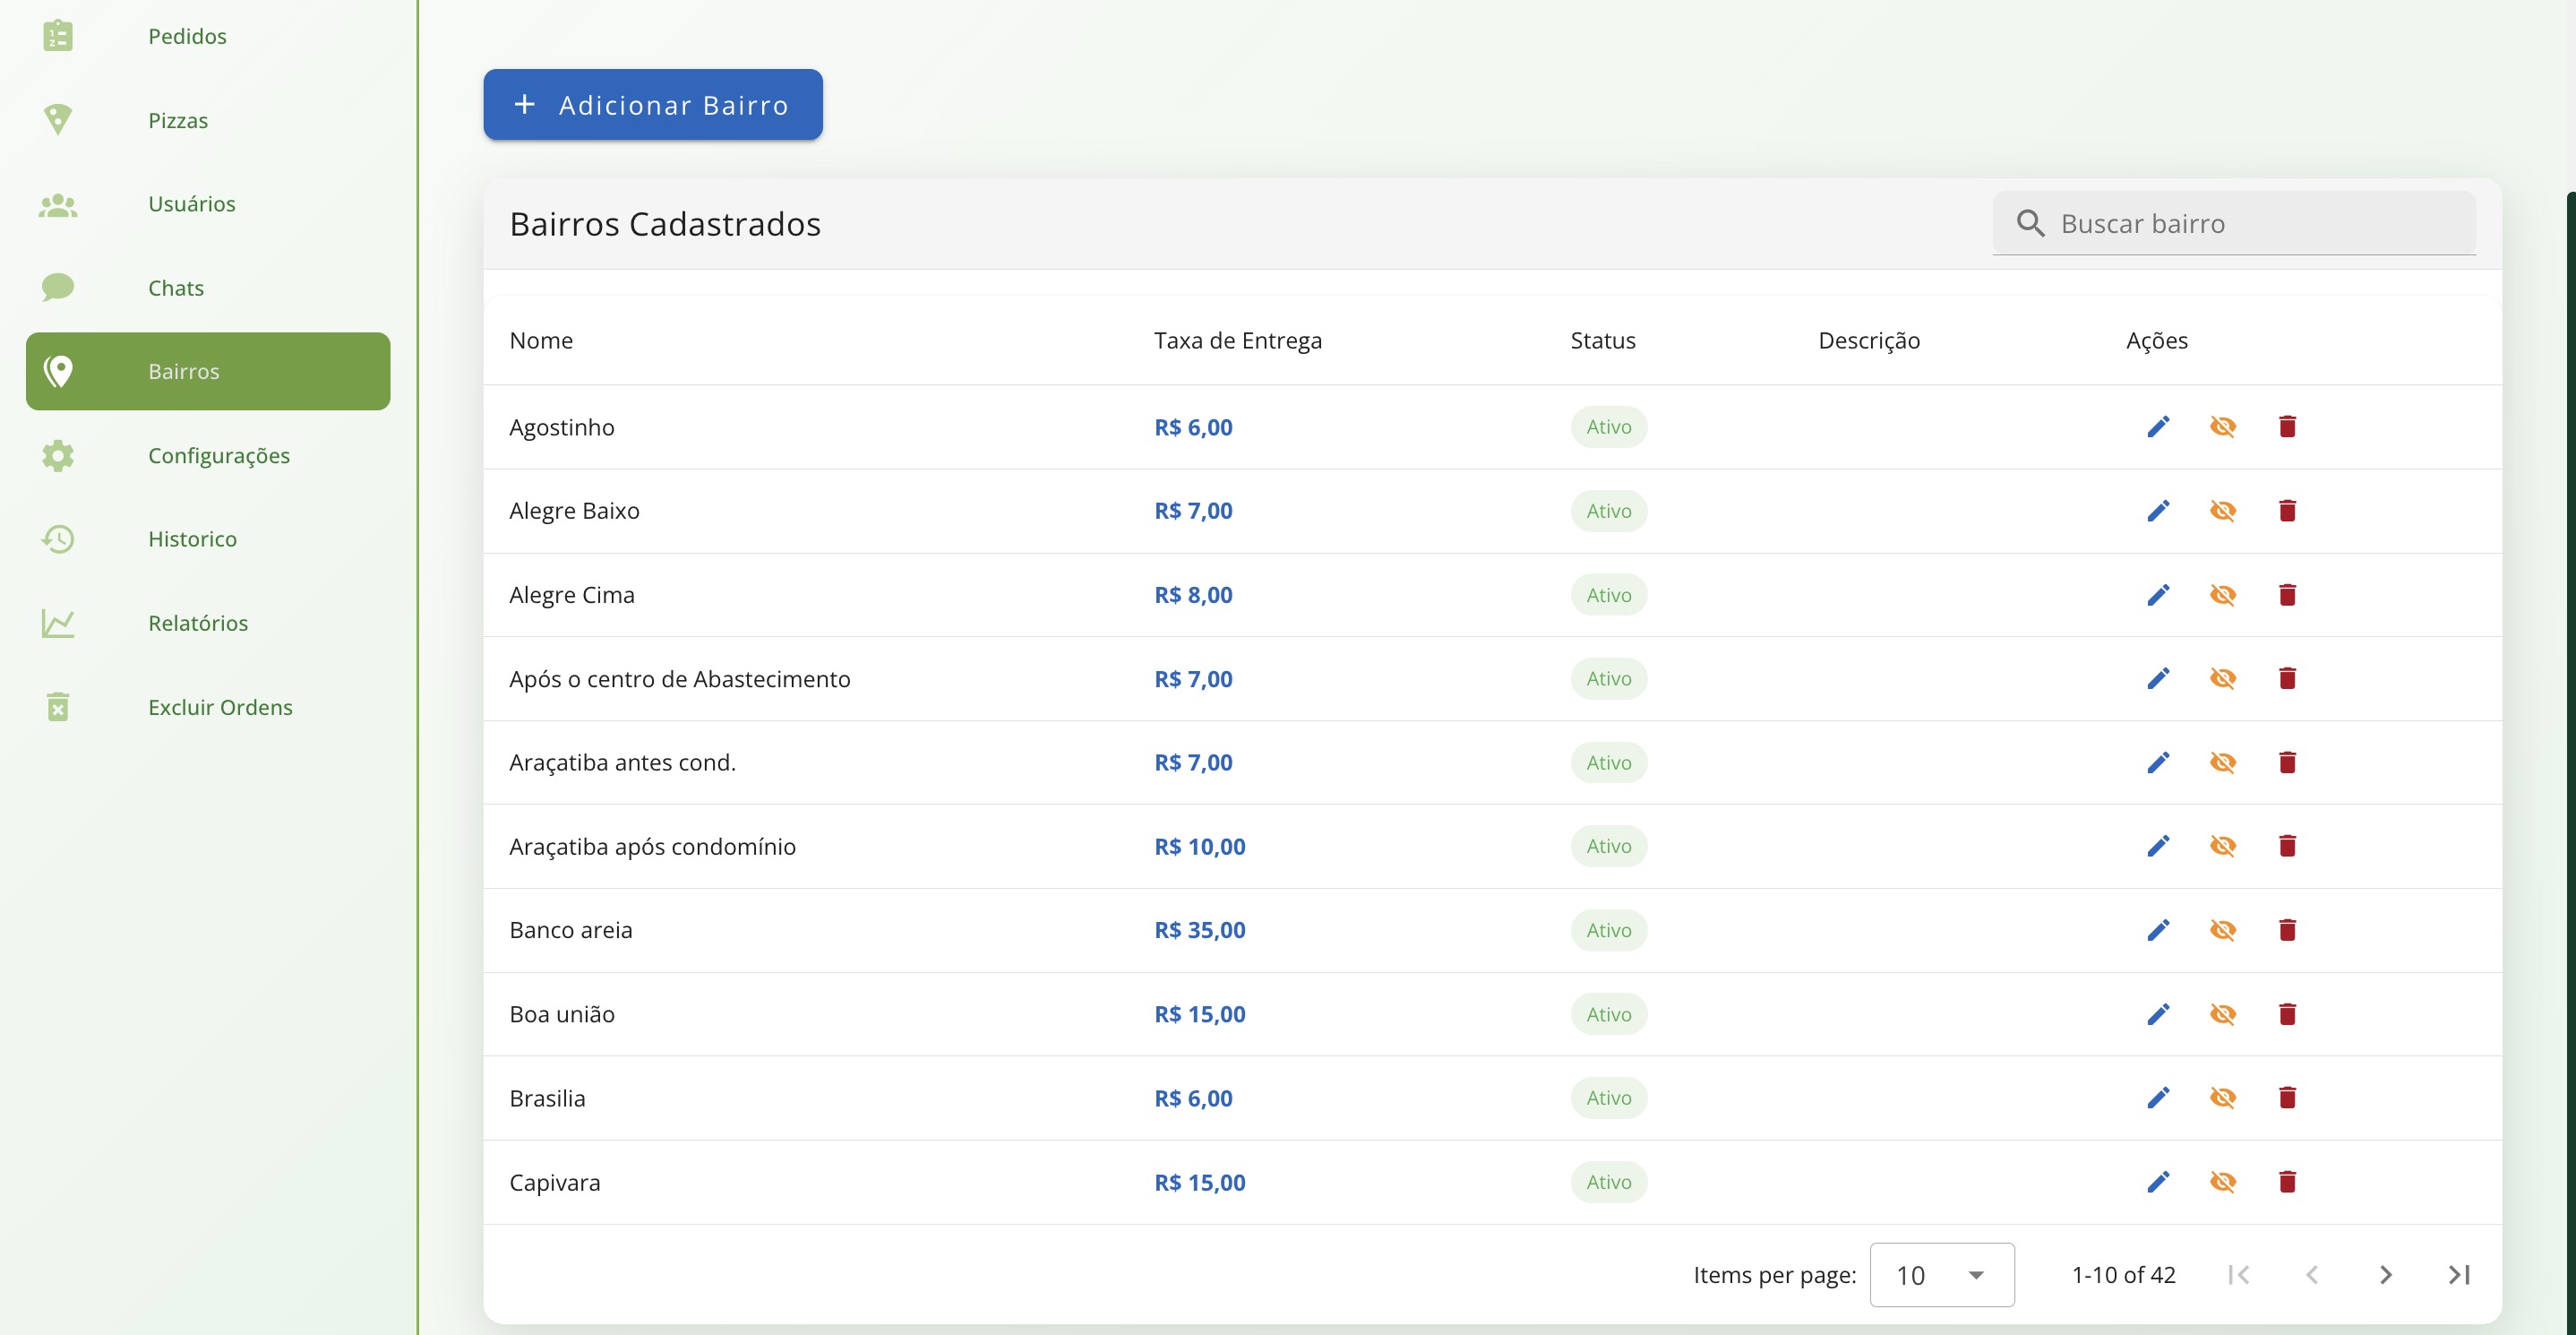 Pedidos
Pizzas
Usuários
Chats
Bairros
Configurações
Historico
Relatórios
Excluir Ordens
+ Adicionar Bairro
Bairros Cadastrados
Buscar bairro
Nome Taxa de Entrega Status Descrição Ações
Agostinho R$ 6,00 Ativo
Alegre Baixo R$ 7,00 Ativo
Alegre Cima R$ 8,00 Ativo
Após o centro de Abastecimento R$ 7,00 Ativo
Araçatiba antes cond. R$ 7,00 Ativo
Araçatiba após condomínio R$ 10,00 Ativo
Banco areia R$ 35,00 Ativo
Boa união R$ 15,00 Ativo
Brasilia R$ 6,00 Ativo
Capivara R$ 15,00 Ativo
Items per page: 10 1-10 of 42